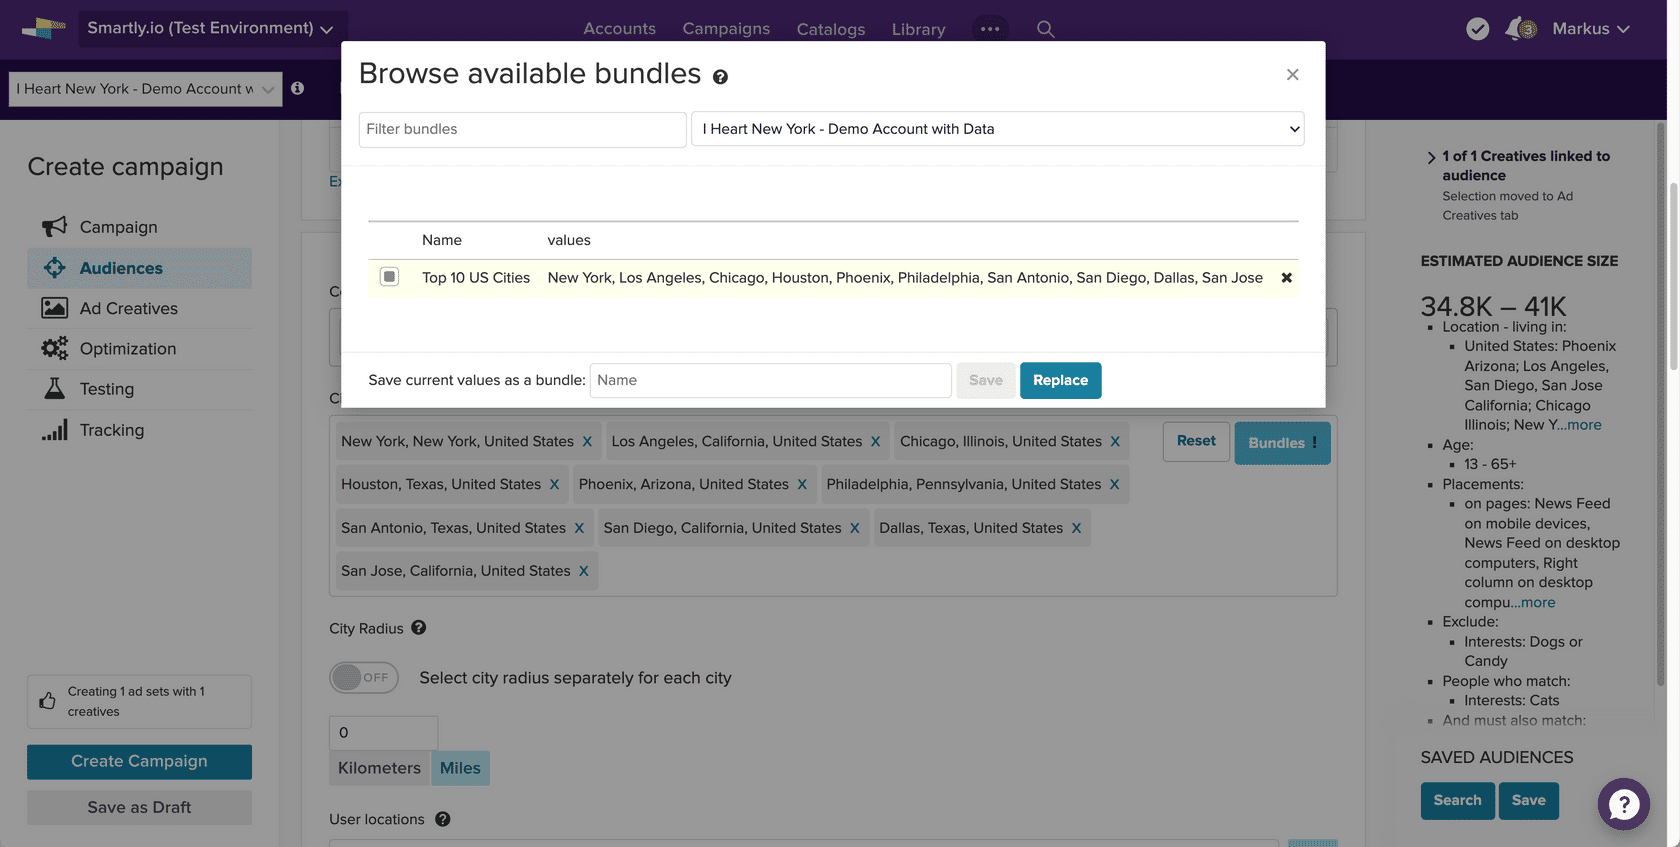 Smartly.io (Test Environment)
Accounts
Campaigns
Catalogs
Library
3
Markus
I Heart New York - Demo Account w
Create campaign
Campaign
Audiences
Ad Creatives
Optimization
Testing
Tracking
Creating 1 ad sets with 1
creatives
Create Campaign
Save as Draft
Browse available bundles ?
×
Filter bundles
I Heart New York - Demo Account with Data
Name values
Top 10 US Cities New York, Los Angeles, Chicago, Houston, Phoenix, Philadelphia, San Antonio, San Diego, Dallas, San Jose ✖
Save current values as a bundle: Name Save Replace
Ex
Co
Ci
New York, New York, United States X Los Angeles, California, United States X Chicago, Illinois, United States X
Reset
Bundles !
Houston, Texas, United States X Phoenix, Arizona, United States X Philadelphia, Pennsylvania, United States X
San Antonio, Texas, United States X San Diego, California, United States X Dallas, Texas, United States X
San Jose, California, United States X
City Radius ?
OFF Select city radius separately for each city
0
Kilometers Miles
User locations ?
1 of 1 Creatives linked to
audience
Selection moved to Ad
Creatives tab
ESTIMATED AUDIENCE SIZE
34.8K – 41K
Location - living in:
United States: Phoenix
Arizona; Los Angeles,
San Diego, San Jose
California; Chicago
Illinois; New Y...more
Age:
13 - 65+
Placements:
on pages: News Feed
on mobile devices,
News Feed on desktop
computers, Right
column on desktop
compu...more
Exclude:
Interests: Dogs or
Candy
People who match:
Interests: Cats
And must also match:
SAVED AUDIENCES
Search Save
?